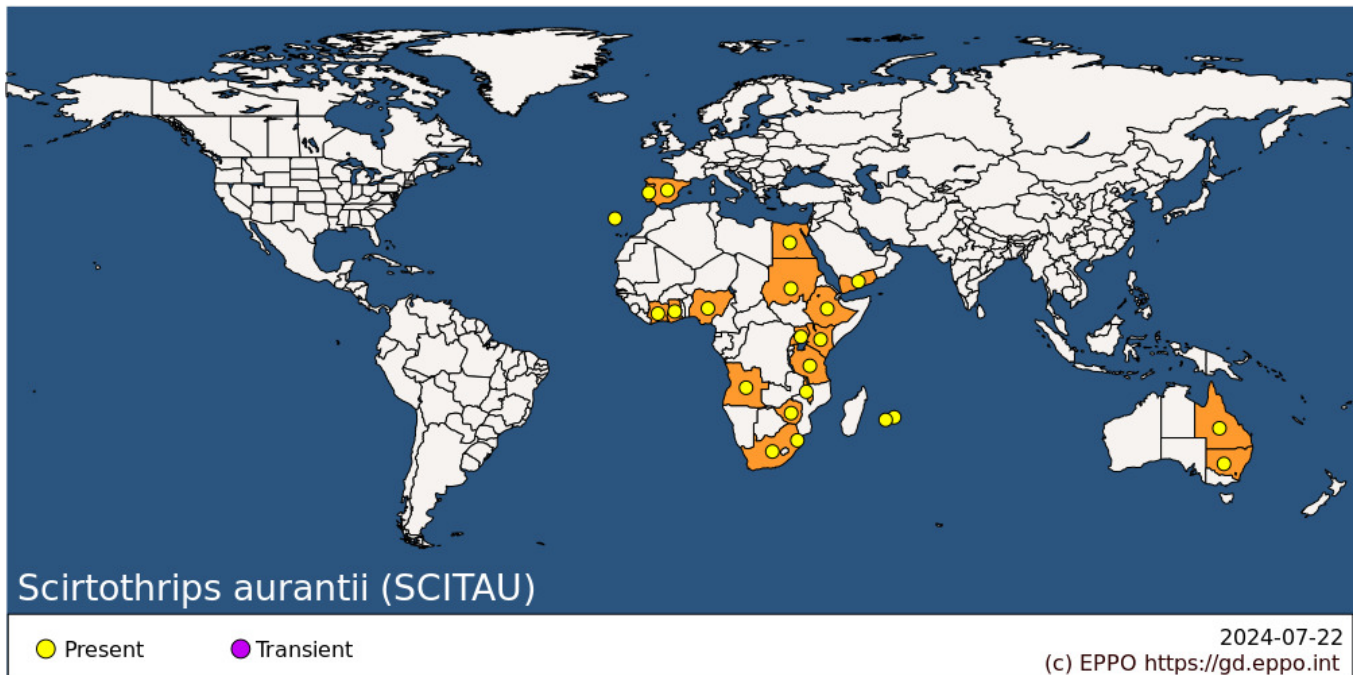 Scirtothrips aurantii (SCITAU)
Present
Transient
2024-07-22
(c) EPPO https://gd.eppo.int